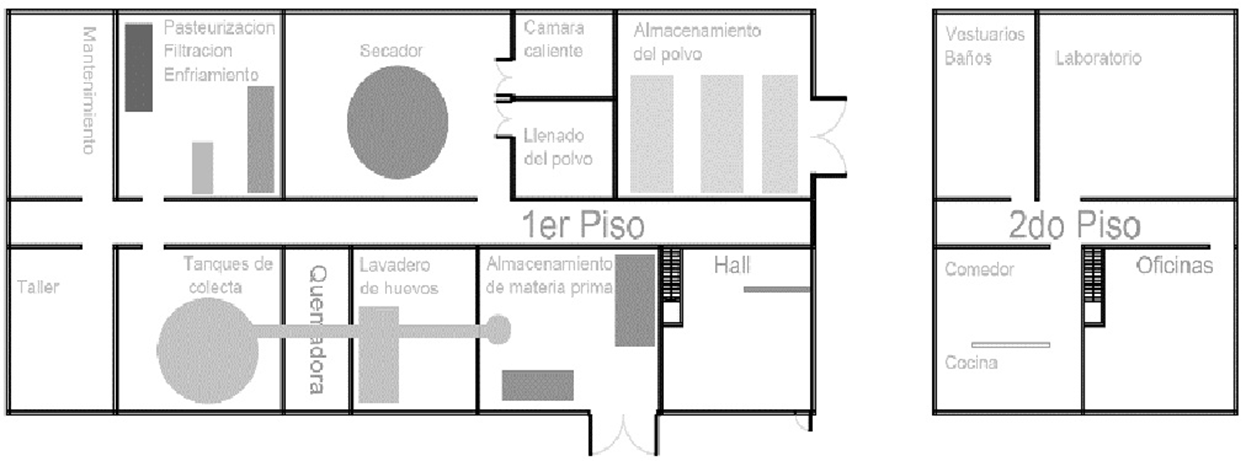 Mantenimiento
Pasteurizacion
Filtracion
Enfriamiento
Secador
Camara
caliente
Llenado
del polvo
Almacenamiento
del polvo
1er Piso
Taller
Tanques de
colecta
Quemadora
Lavadero
de huevos
Almacenamiento
de materia prima
Hall
Vestuarios
Baños
Laboratorio
2do Piso
Comedor
Cocina
Oficinas